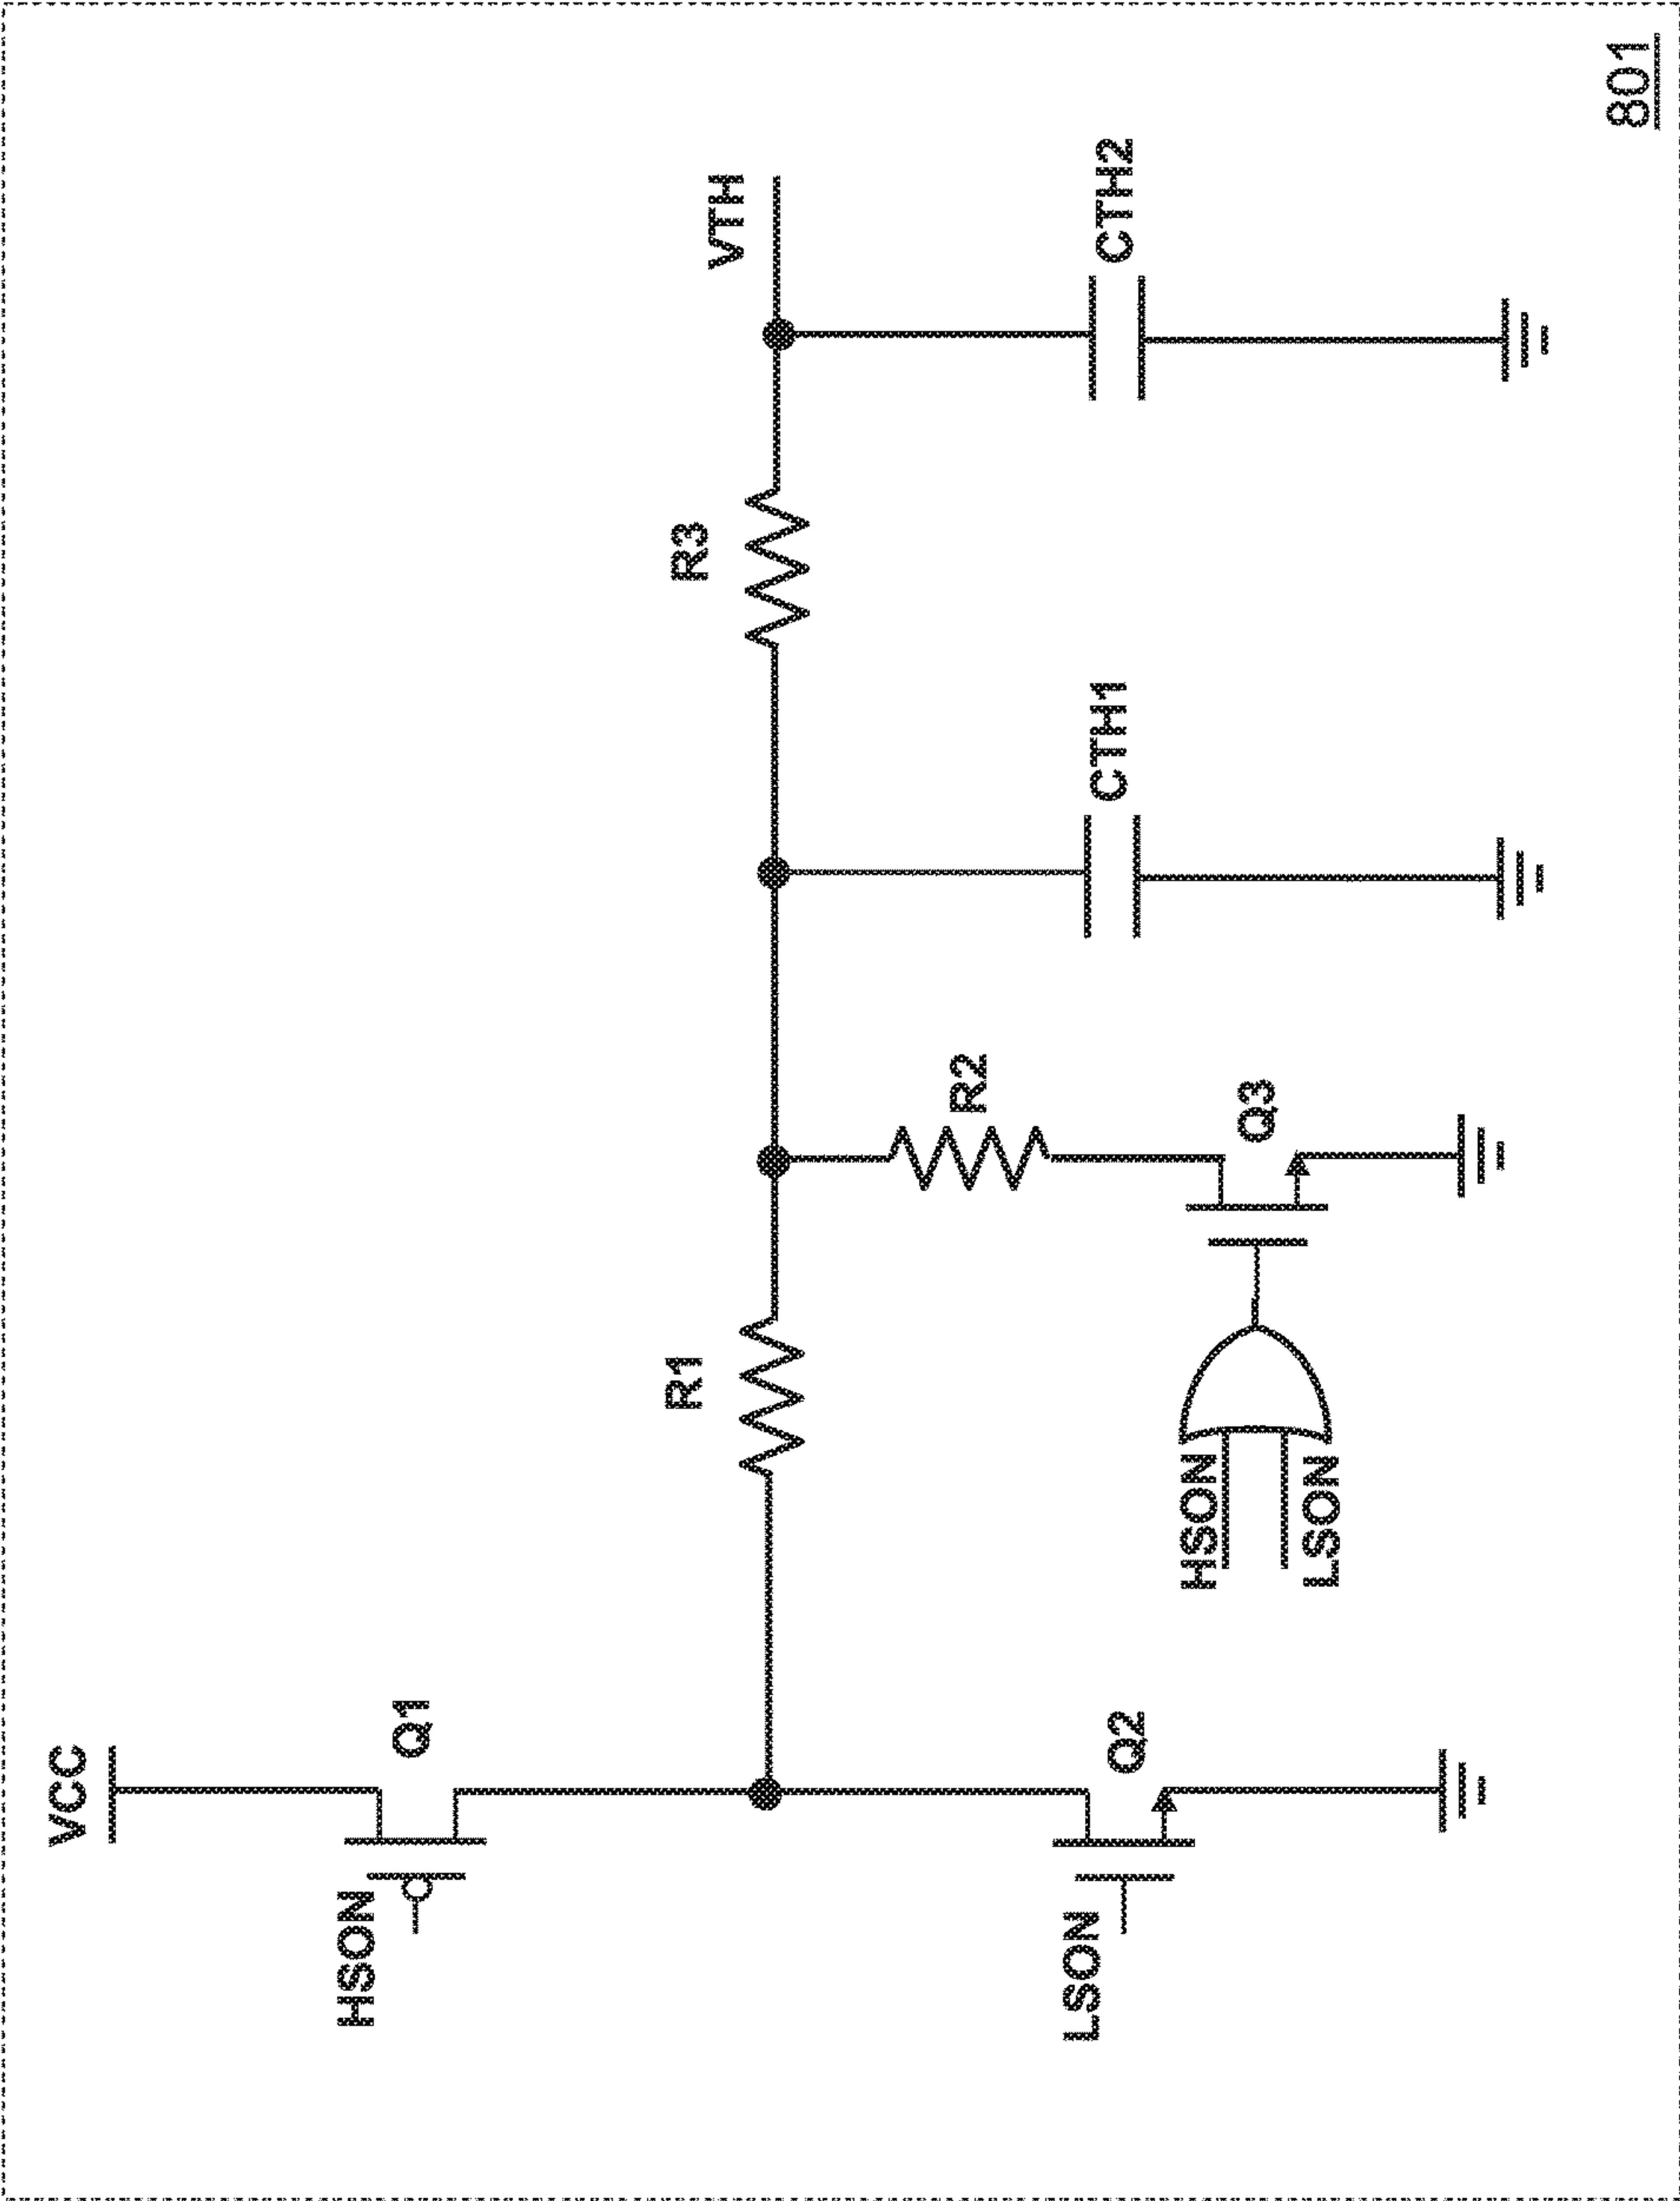 VCC
HSON
Q1
R1
R3
VTH
LSON
Q2
HSON
LSON
Q3
R2
CTH1
CTH2
801